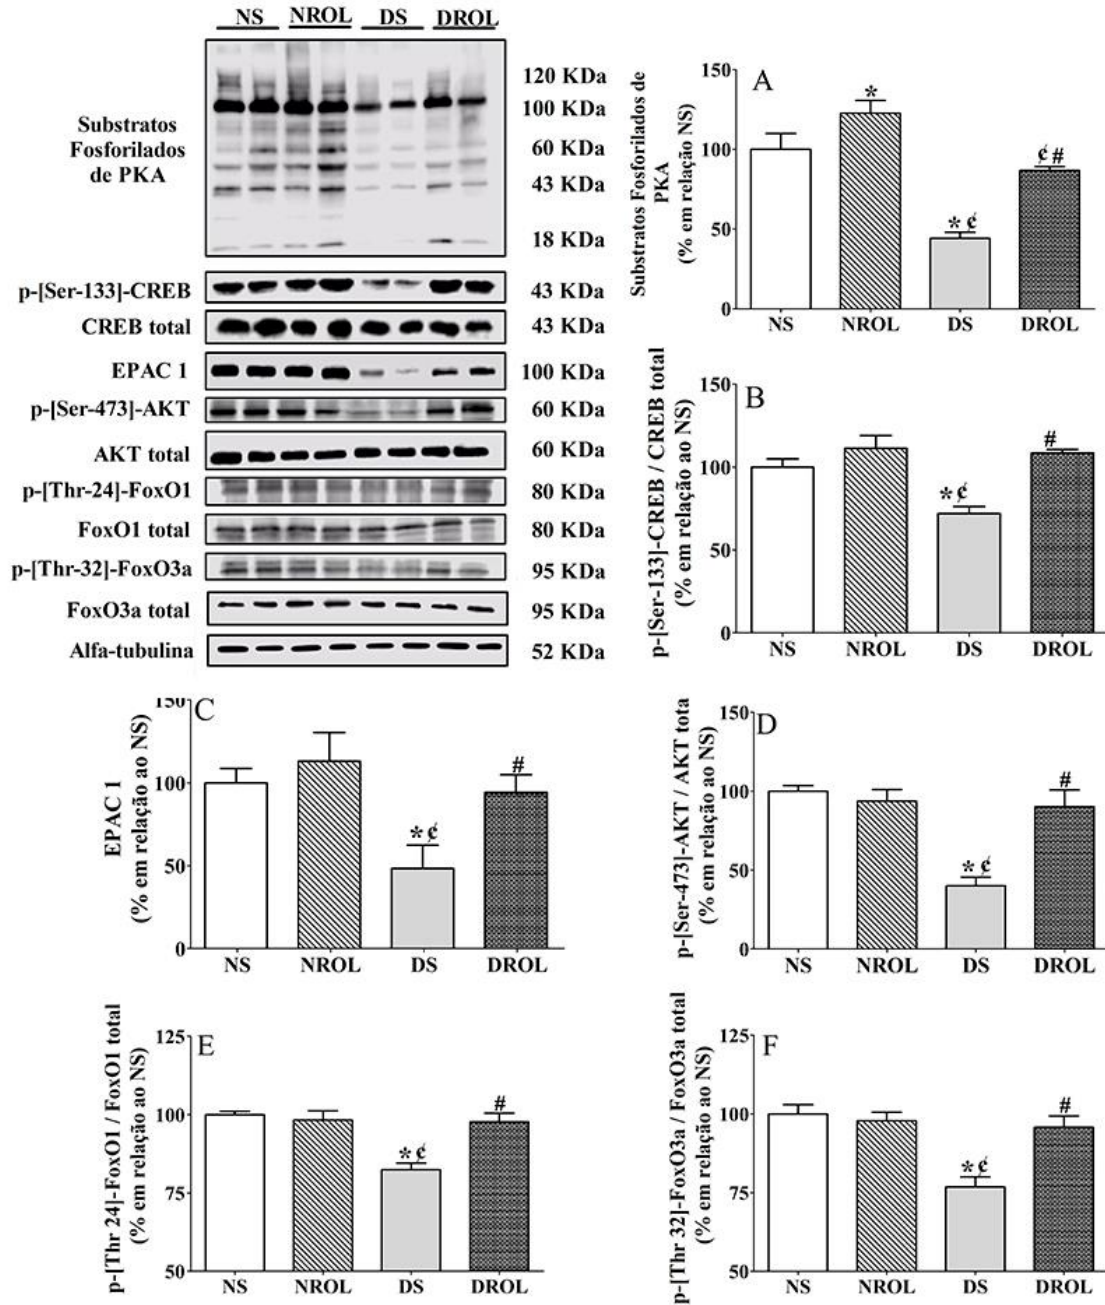 NS NROL DS DROL
Substratos
Fosforilados
de PKA
120 KDa
100 KDa
60 KDa
43 KDa
18 KDa
p-[Ser-133]-CREB 43 KDa
CREB total 43 KDa
EPAC 1 100 KDa
p-[Ser-473]-AKT 60 KDa
AKT total 60 KDa
p-[Thr-24]-FoxO1 80 KDa
FoxO1 total 80 KDa
p-[Thr-32]-FoxO3a 95 KDa
FoxO3a total 95 KDa
Alfa-tubulina 52 KDa
A
Substratos Fosforilados de
PKA
(% em relação NS)
150
100
50
0
*
*¢
¢#
NS NROL DS DROL
B
p-[Ser-133]-CREB / CREB total
(% em relação ao NS)
150
100
50
0
*¢
#
NS NROL DS DROL
C
EPAC 1
(% em relação ao NS)
150
100
50
0
*¢
#
NS NROL DS DROL
D
p-[Ser-473]-AKT / AKT tota
(% em relação ao NS)
150
100
50
0
*¢
#
NS NROL DS DROL
E
p-[Thr 24]-FoxO1 / FoxO1 total
(% em relação ao NS)
125
100
75
50
*¢
#
NS NROL DS DROL
F
p-[Thr 32]-FoxO3a / FoxO3a total
(% em relação ao NS)
125
100
75
50
*¢
#
NS NROL DS DROL